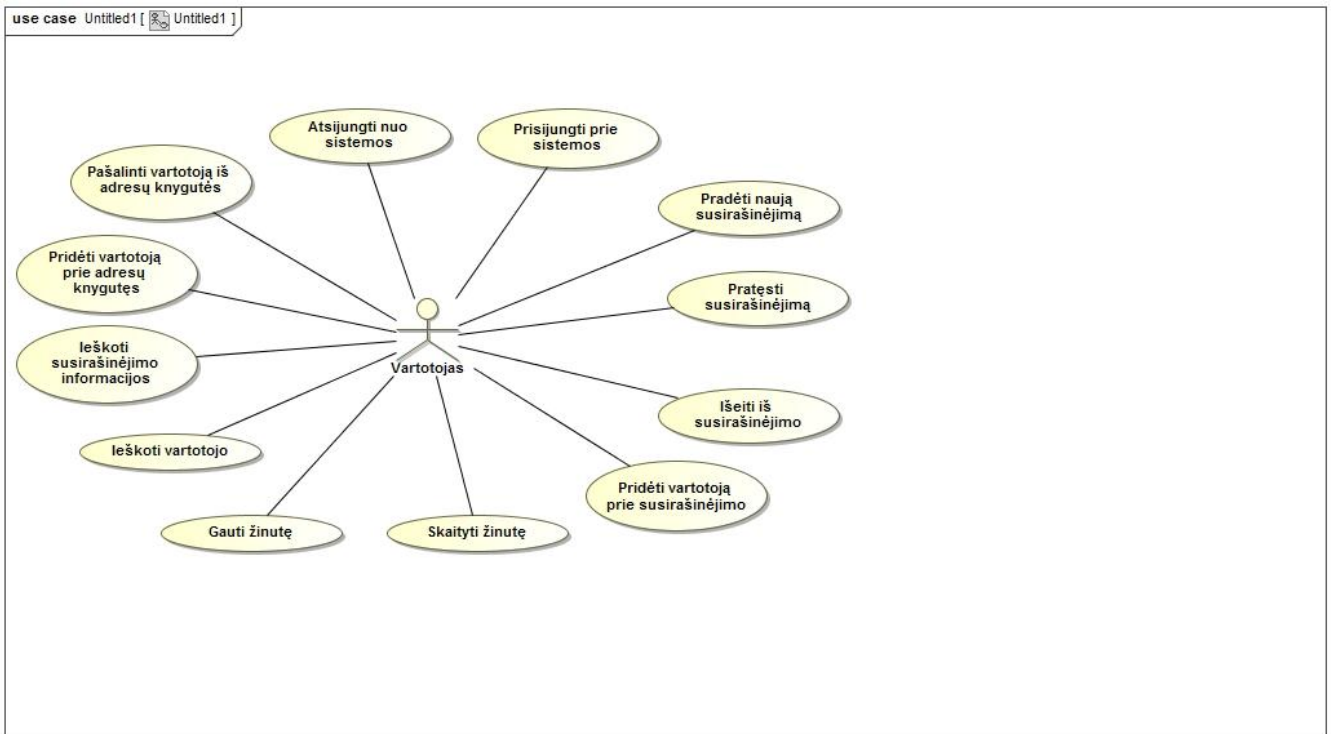 use case Untitled1 [ Untitled1 ]
Atsijungti nuo
sistemos
Prisijungti prie
sistemos
Pašalinti vartotoją iš
adresų knygutės
Pradėti naują
susirašinėjimą
Pridėti vartotoją
prie adresų
knygutęs
Pratęsti
susirašinėjimą
Ieškoti
susirašinėjimo
informacijos
Vartotojas
Išeiti iš
susirašinėjimo
Ieškoti vartotojo
Pridėti vartotoją
prie susirašinėjimo
Gauti žinutę
Skaityti žinutę